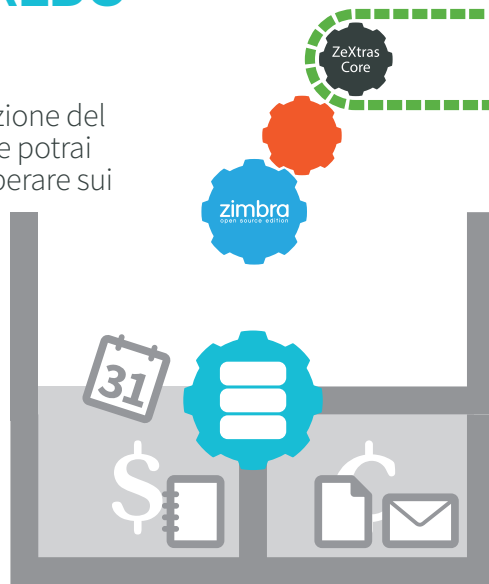 zione del
e potrai
perare sui
ZeXtras
Core
zimbra
open source edition
31
$